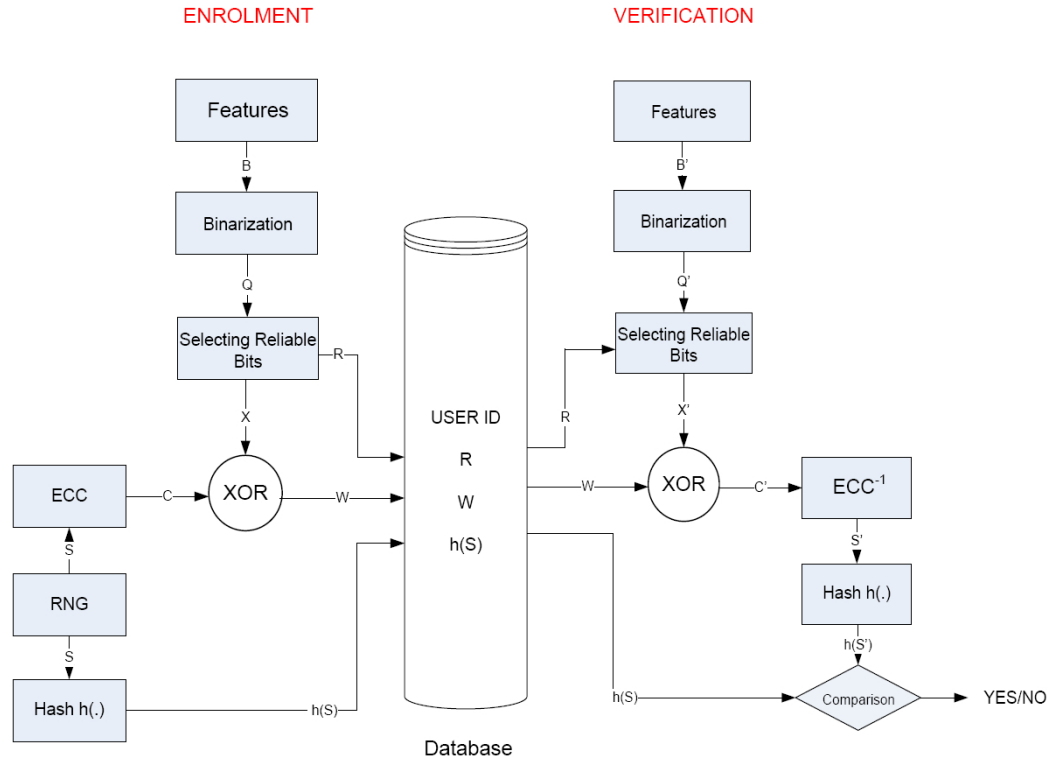 ENROLMENT
VERIFICATION
Features
B
Binarization
Q
Selecting Reliable
Bits
R
X
ECC
C
XOR
W
S
RNG
S
Hash h(.)
h(S)
USER ID
R
W
h(S)
Database
Features
B'
Binarization
Q'
Selecting Reliable
Bits
R
X'
W
XOR
C'
ECC-1
S'
Hash h(.)
h(S')
h(S)
Comparison
YES/NO